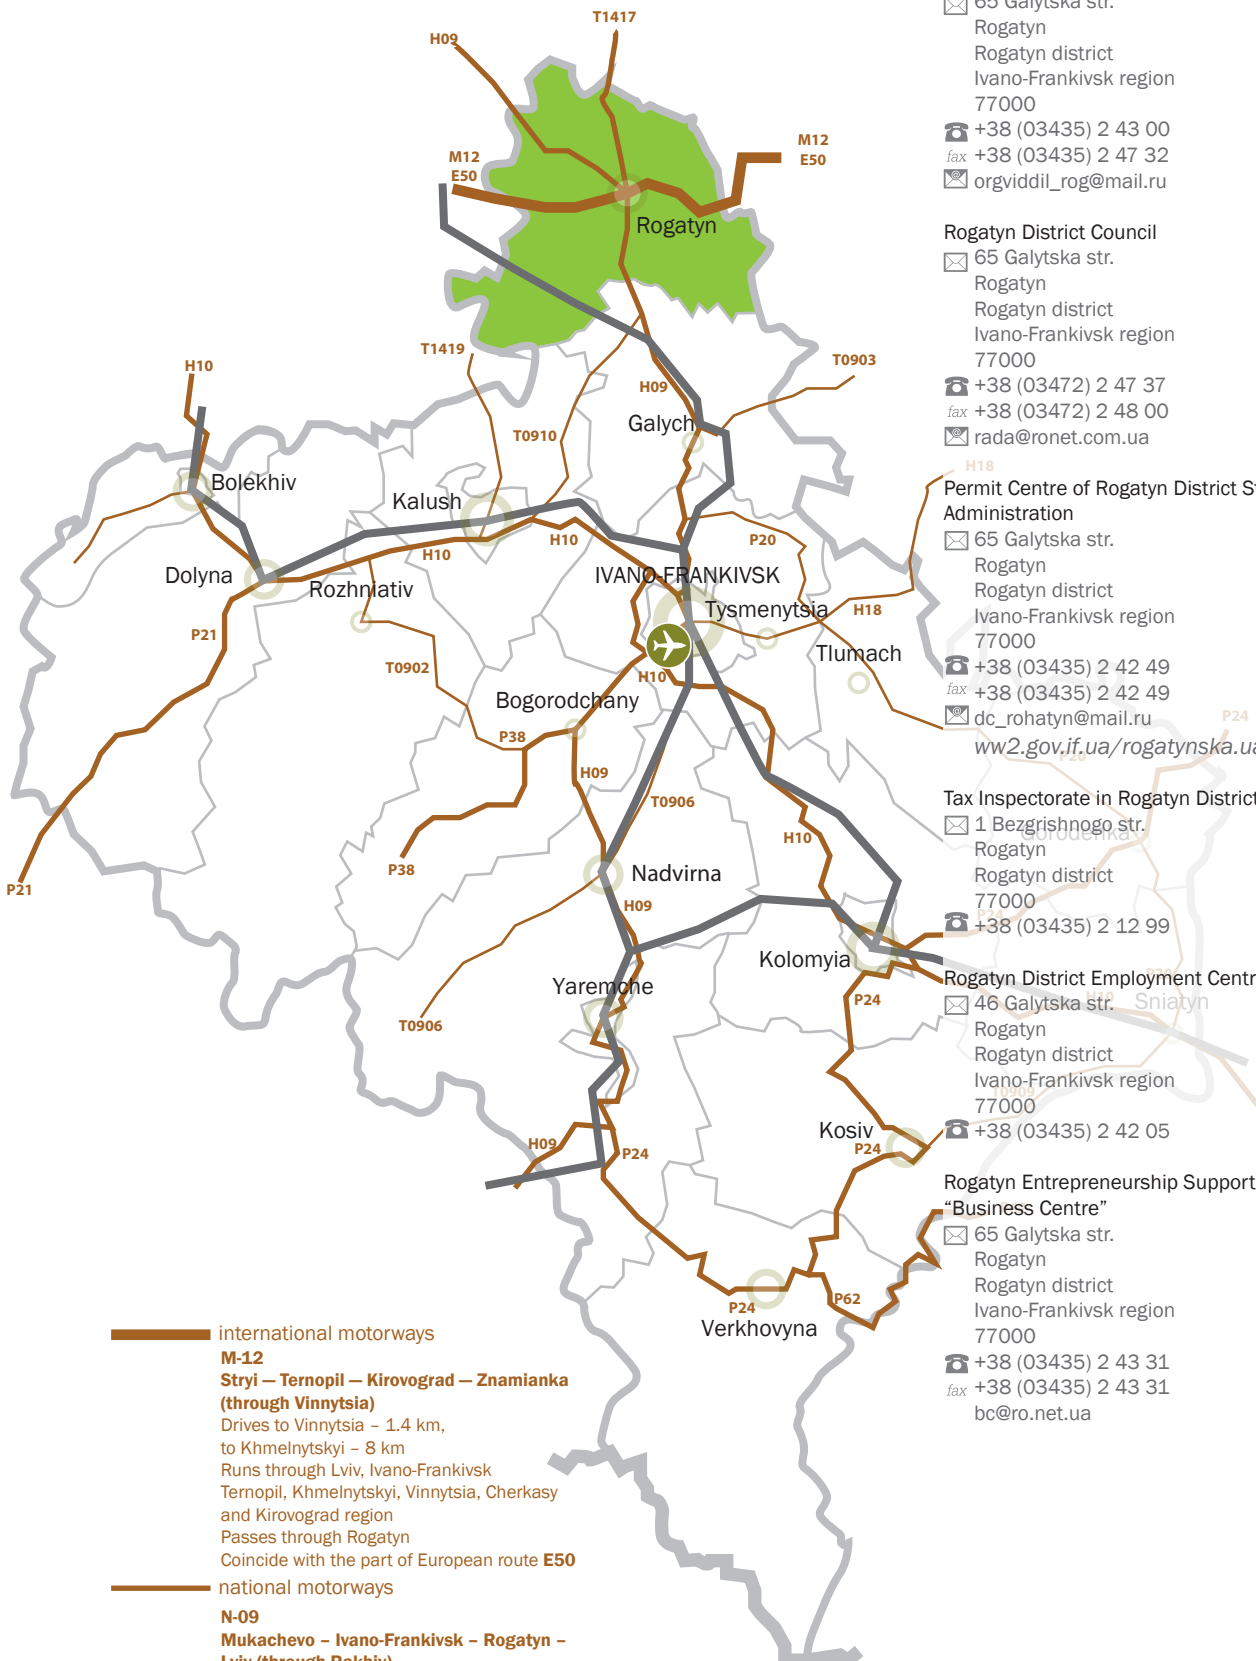 T1417
H09
M12
E50
M12
E50
Rogatyn
T1419
H10
H09
T0903
Galych
T0910
H18
Bolekhiv
Kalush
P20
H10
H10
IVANO-FRANKIVSK
Dolyna
Rozhniativ
Tysmenytsia
H18
P21
Tlumach
T0902
H10
Bogorodchany
P24
P38
P20
H09
T0906
Gorodenka
H10
P38
P21
Nadvirna
H09
P24
Kolomyia
P20
Yaremche
P24
H10
Sniatyn
T0906
T0909
Kosiv
H09
P24
P24
P62
P24
Verkhovyna
international motorways
M-12
Stryi — Ternopil — Kirovograd — Znamianka
(through Vinnytsia)
Drives to Vinnytsia – 1.4 km,
to Khmelnytskyi – 8 km
Runs through Lviv, Ivano-Frankivsk
Ternopil, Khmelnytskyi, Vinnytsia, Cherkasy
and Kirovograd region
Passes through Rogatyn
Coincide with the part of European route E50
national motorways
N-09
Mukachevo – Ivano-Frankivsk – Rogatyn –
Lviv (through Rakhiv)
65 Galytska str.
Rogatyn
Rogatyn district
Ivano-Frankivsk region
77000
+38 (03435) 2 43 00
fax +38 (03435) 2 47 32
orgviddil_rog@mail.ru
Rogatyn District Council
65 Galytska str.
Rogatyn
Rogatyn district
Ivano-Frankivsk region
77000
+38 (03472) 2 47 37
fax +38 (03472) 2 48 00
rada@ronet.com.ua
Permit Centre of Rogatyn District St
Administration
65 Galytska str.
Rogatyn
Rogatyn district
Ivano-Frankivsk region
77000
+38 (03435) 2 42 49
fax +38 (03435) 2 42 49
dc_rohatyn@mail.ru
ww2.gov.if.ua/rogatynska.ua
Tax Inspectorate in Rogatyn District
1 Bezgrishnogo str.
Rogatyn
Rogatyn district
77000
+38 (03435) 2 12 99
Rogatyn District Employment Centr
46 Galytska str.
Rogatyn
Rogatyn district
Ivano-Frankivsk region
77000
+38 (03435) 2 42 05
Rogatyn Entrepreneurship Support
“Business Centre”
65 Galytska str.
Rogatyn
Rogatyn district
Ivano-Frankivsk region
77000
+38 (03435) 2 43 31
fax +38 (03435) 2 43 31
bc@ro.net.ua